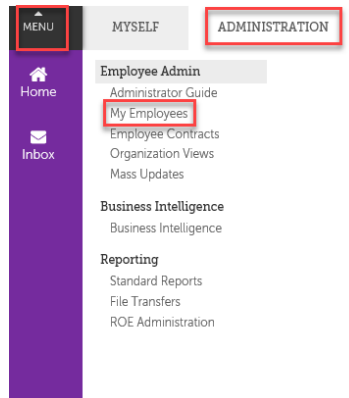 MENU
MYSELF
ADMINISTRATION
Home
Inbox
Employee Admin
Administrator Guide
My Employees
Employee Contracts
Organization Views
Mass Updates
Business Intelligence
Business Intelligence
Reporting
Standard Reports
File Transfers
ROE Administration